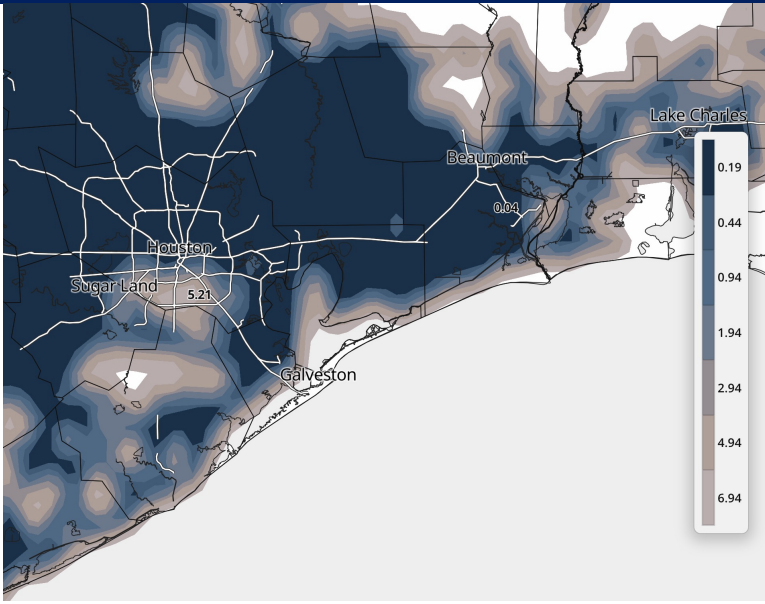 Lake Charles
Beaumont
0.04
Houston
Sugar Land
5.21
Galveston
0.19
0.44
0.94
1.94
2.94
4.94
6.94